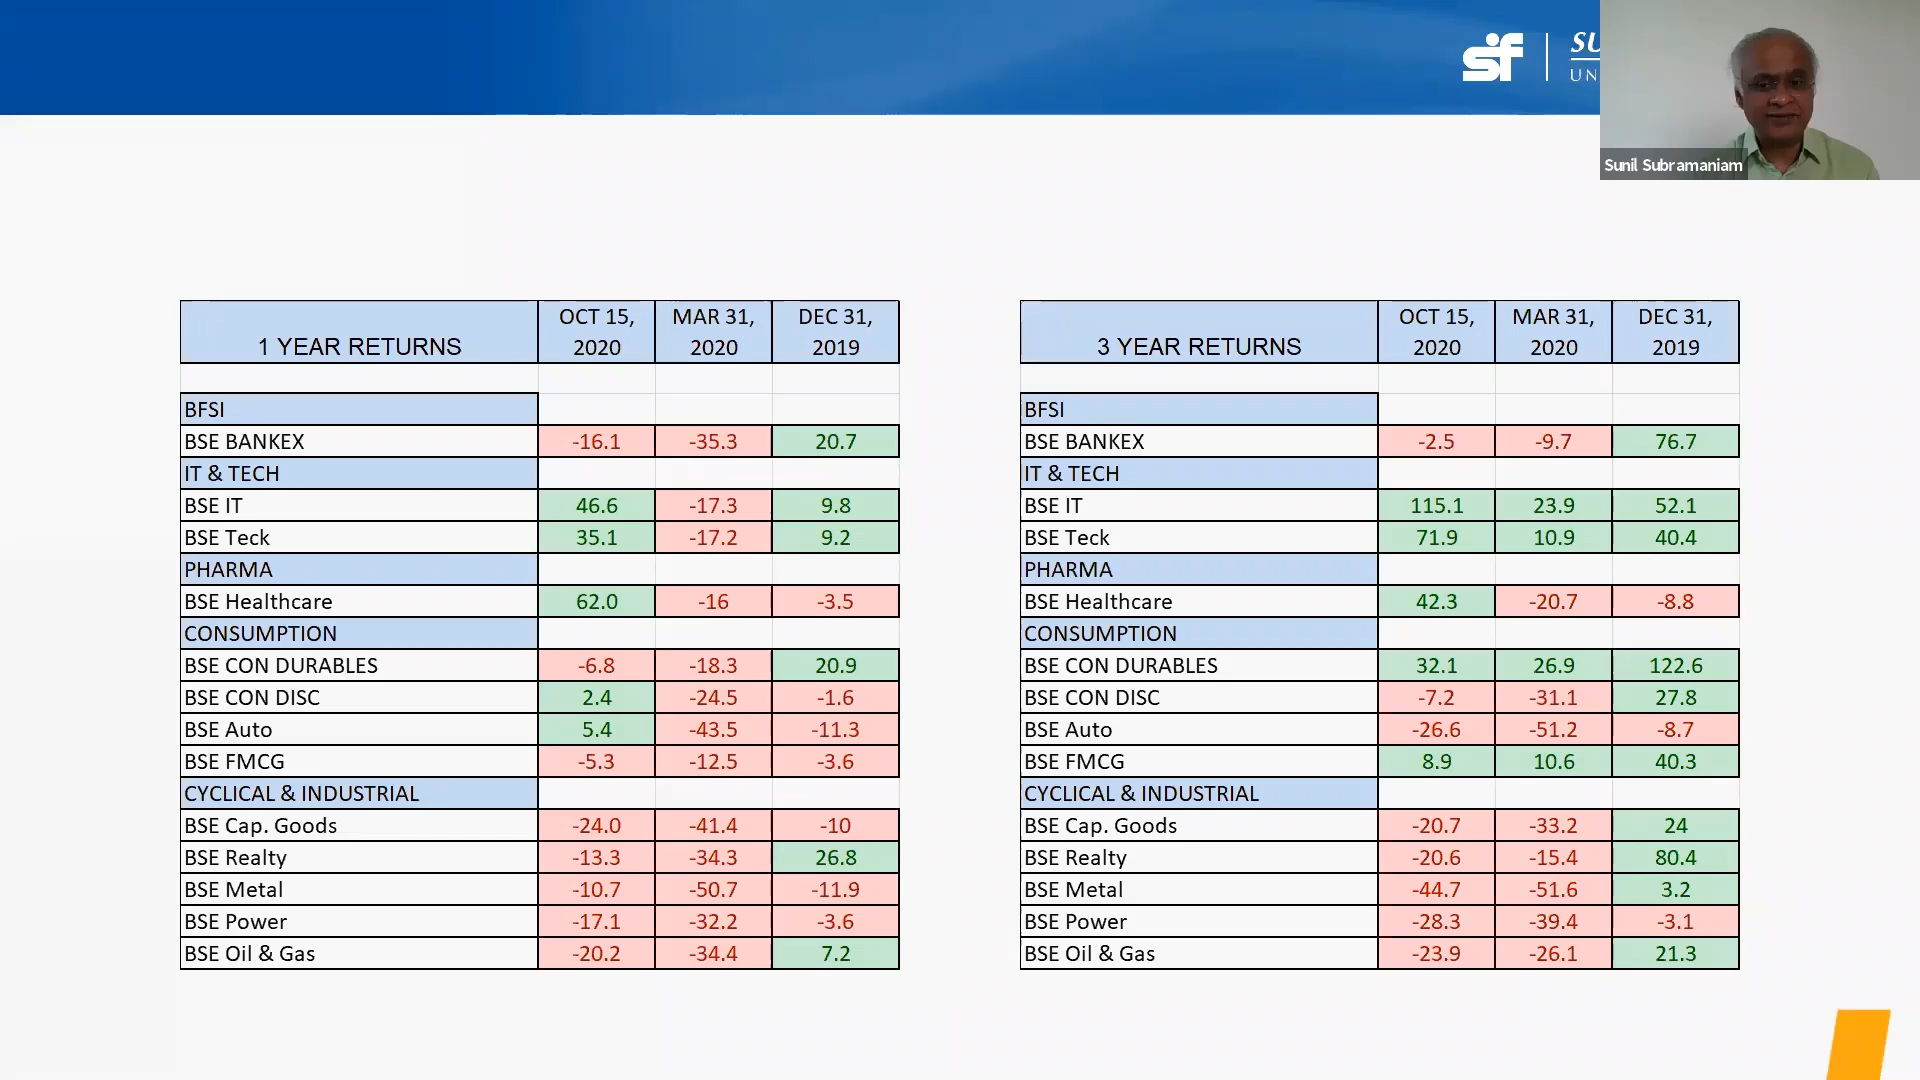 sf
SU
UN
Sunil Subramaniam
1 YEAR RETURNS OCT 15, 2020 MAR 31, 2020 DEC 31, 2019
BFSI
BSE BANKEX -16.1 -35.3 20.7
IT & TECH
BSE IT 46.6 -17.3 9.8
BSE Teck 35.1 -17.2 9.2
PHARMA
BSE Healthcare 62.0 -16 -3.5
CONSUMPTION
BSE CON DURABLES -6.8 -18.3 20.9
BSE CON DISC 2.4 -24.5 -1.6
BSE Auto 5.4 -43.5 -11.3
BSE FMCG -5.3 -12.5 -3.6
CYCLICAL & INDUSTRIAL
BSE Cap. Goods -24.0 -41.4 -10
BSE Realty -13.3 -34.3 26.8
BSE Metal -10.7 -50.7 -11.9
BSE Power -17.1 -32.2 -3.6
BSE Oil & Gas -20.2 -34.4 7.2
3 YEAR RETURNS OCT 15, 2020 MAR 31, 2020 DEC 31, 2019
BFSI
BSE BANKEX -2.5 -9.7 76.7
IT & TECH
BSE IT 115.1 23.9 52.1
BSE Teck 71.9 10.9 40.4
PHARMA
BSE Healthcare 42.3 -20.7 -8.8
CONSUMPTION
BSE CON DURABLES 32.1 26.9 122.6
BSE CON DISC -7.2 -31.1 27.8
BSE Auto -26.6 -51.2 -8.7
BSE FMCG 8.9 10.6 40.3
CYCLICAL & INDUSTRIAL
BSE Cap. Goods -20.7 -33.2 24
BSE Realty -20.6 -15.4 80.4
BSE Metal -44.7 -51.6 3.2
BSE Power -28.3 -39.4 -3.1
BSE Oil & Gas -23.9 -26.1 21.3